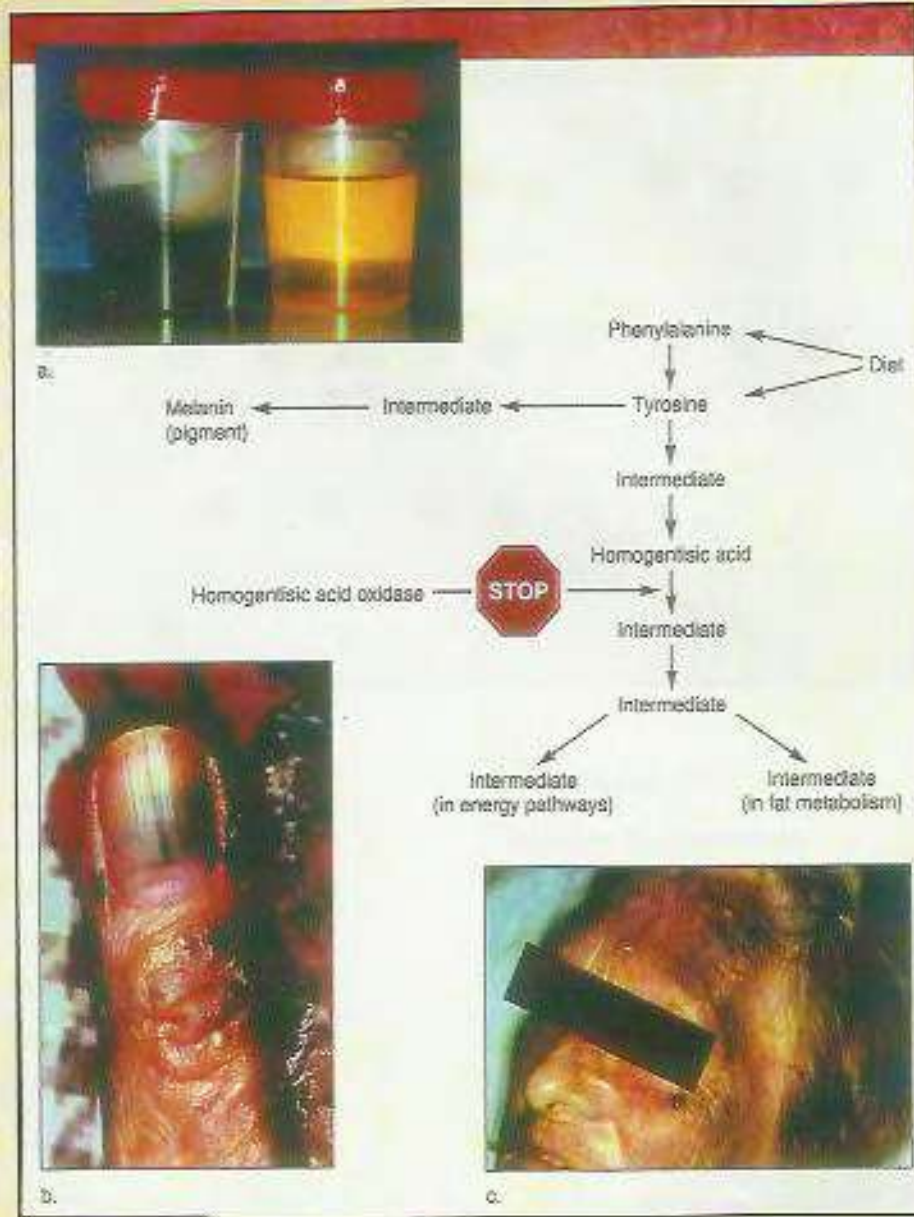 a.
Phenylalanine
Diet
Melanin
(pigment)
Intermediate
Tyrosine
Intermediate
Homogentisic acid
Homogentisic acid oxidase
STOP
Intermediate
Intermediate
Intermediate
(in energy pathways)
Intermediate
(in fat metabolism)
b.
c.